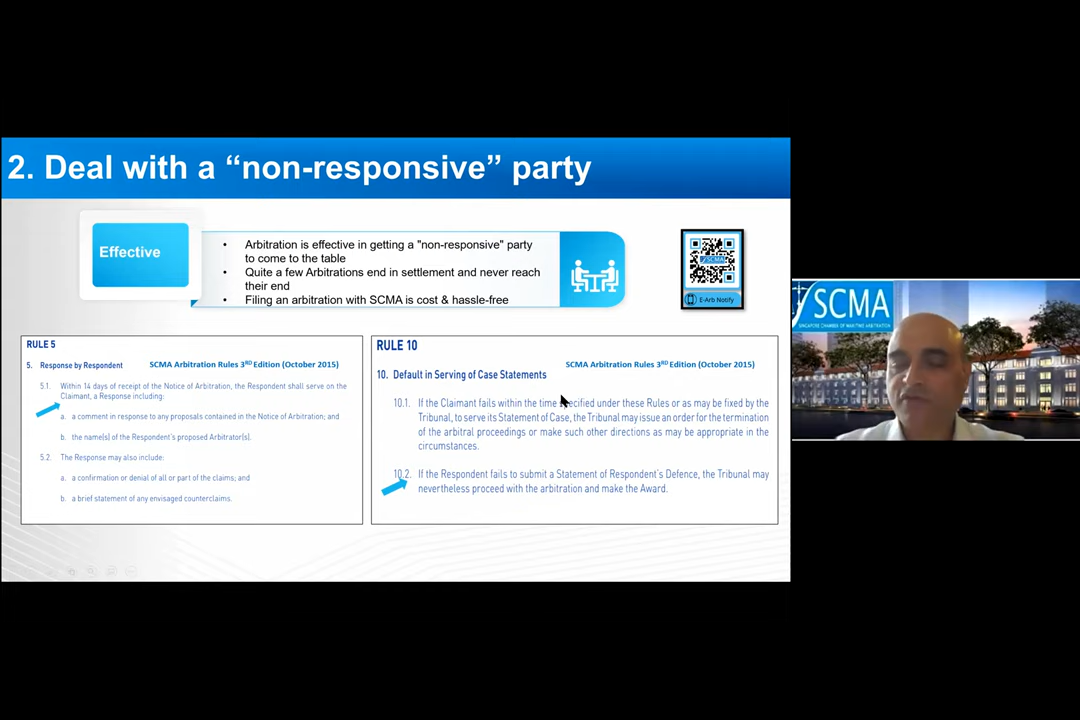 2. Deal with a “non-responsive” party
Effective
• Arbitration is effective in getting a "non-responsive" party
to come to the table
• Quite a few Arbitrations end in settlement and never reach
their end
• Filing an arbitration with SCMA is cost & hassle-free
SCMA
E-Arb Notify
RULE 5
5. Response by Respondent SCMA Arbitration Rules 3RD Edition (October 2015)
5.1. Within 14 days of receipt of the Notice of Arbitration, the Respondent shall serve on the
Claimant, a Response including:
a. a comment in response to any proposals contained in the Notice of Arbitration; and
b. the name[s] of the Respondent's proposed Arbitrator[s].
5.2. The Response may also include:
a. a confirmation or denial of all or part of the claims; and
b. a brief statement of any envisaged counterclaims.
RULE 10
SCMA Arbitration Rules 3RD Edition (October 2015)
10. Default in Serving of Case Statements
10.1. If the Claimant fails within the time specified under these Rules or as may be fixed by the
Tribunal, to serve its Statement of Case, the Tribunal may issue an order for the termination
of the arbitral proceedings or make such other directions as may be appropriate in the
circumstances.
10.2. If the Respondent fails to submit a Statement of Respondent's Defence, the Tribunal may
nevertheless proceed with the arbitration and make the Award.
SCMA
SINGAPORE CHAMBER OF MARITIME ARBITRATION